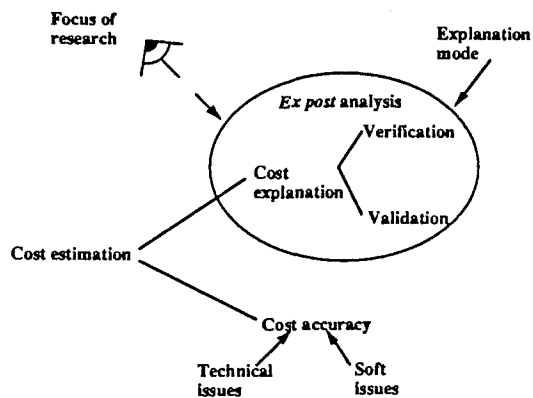 Focus of
research
Explanation
mode
Ex post analysis
Verification
Cost
explanation
Validation
Cost estimation
Cost accuracy
Technical
issues
Soft
issues